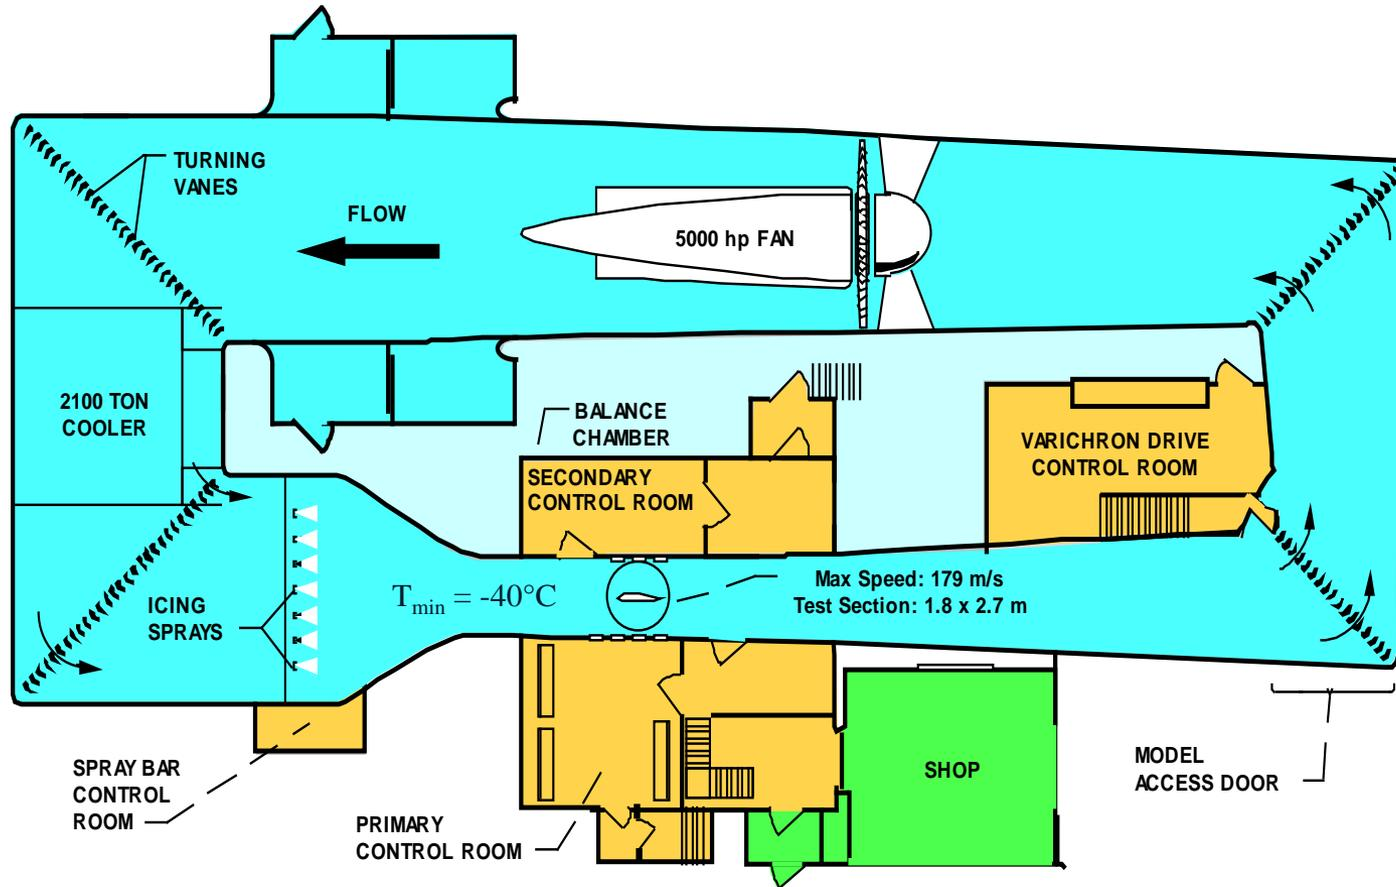 TURNING
VANES
FLOW
5000 hp FAN
2100 TON
COOLER
BALANCE
CHAMBER
SECONDARY
CONTROL ROOM
VARICHRON DRIVE
CONTROL ROOM
ICING
SPRAYS
Tmin = -40°C
Max Speed: 179 m/s
Test Section: 1.8 x 2.7 m
SPRAY BAR
CONTROL
ROOM
PRIMARY
CONTROL ROOM
SHOP
MODEL
ACCESS DOOR